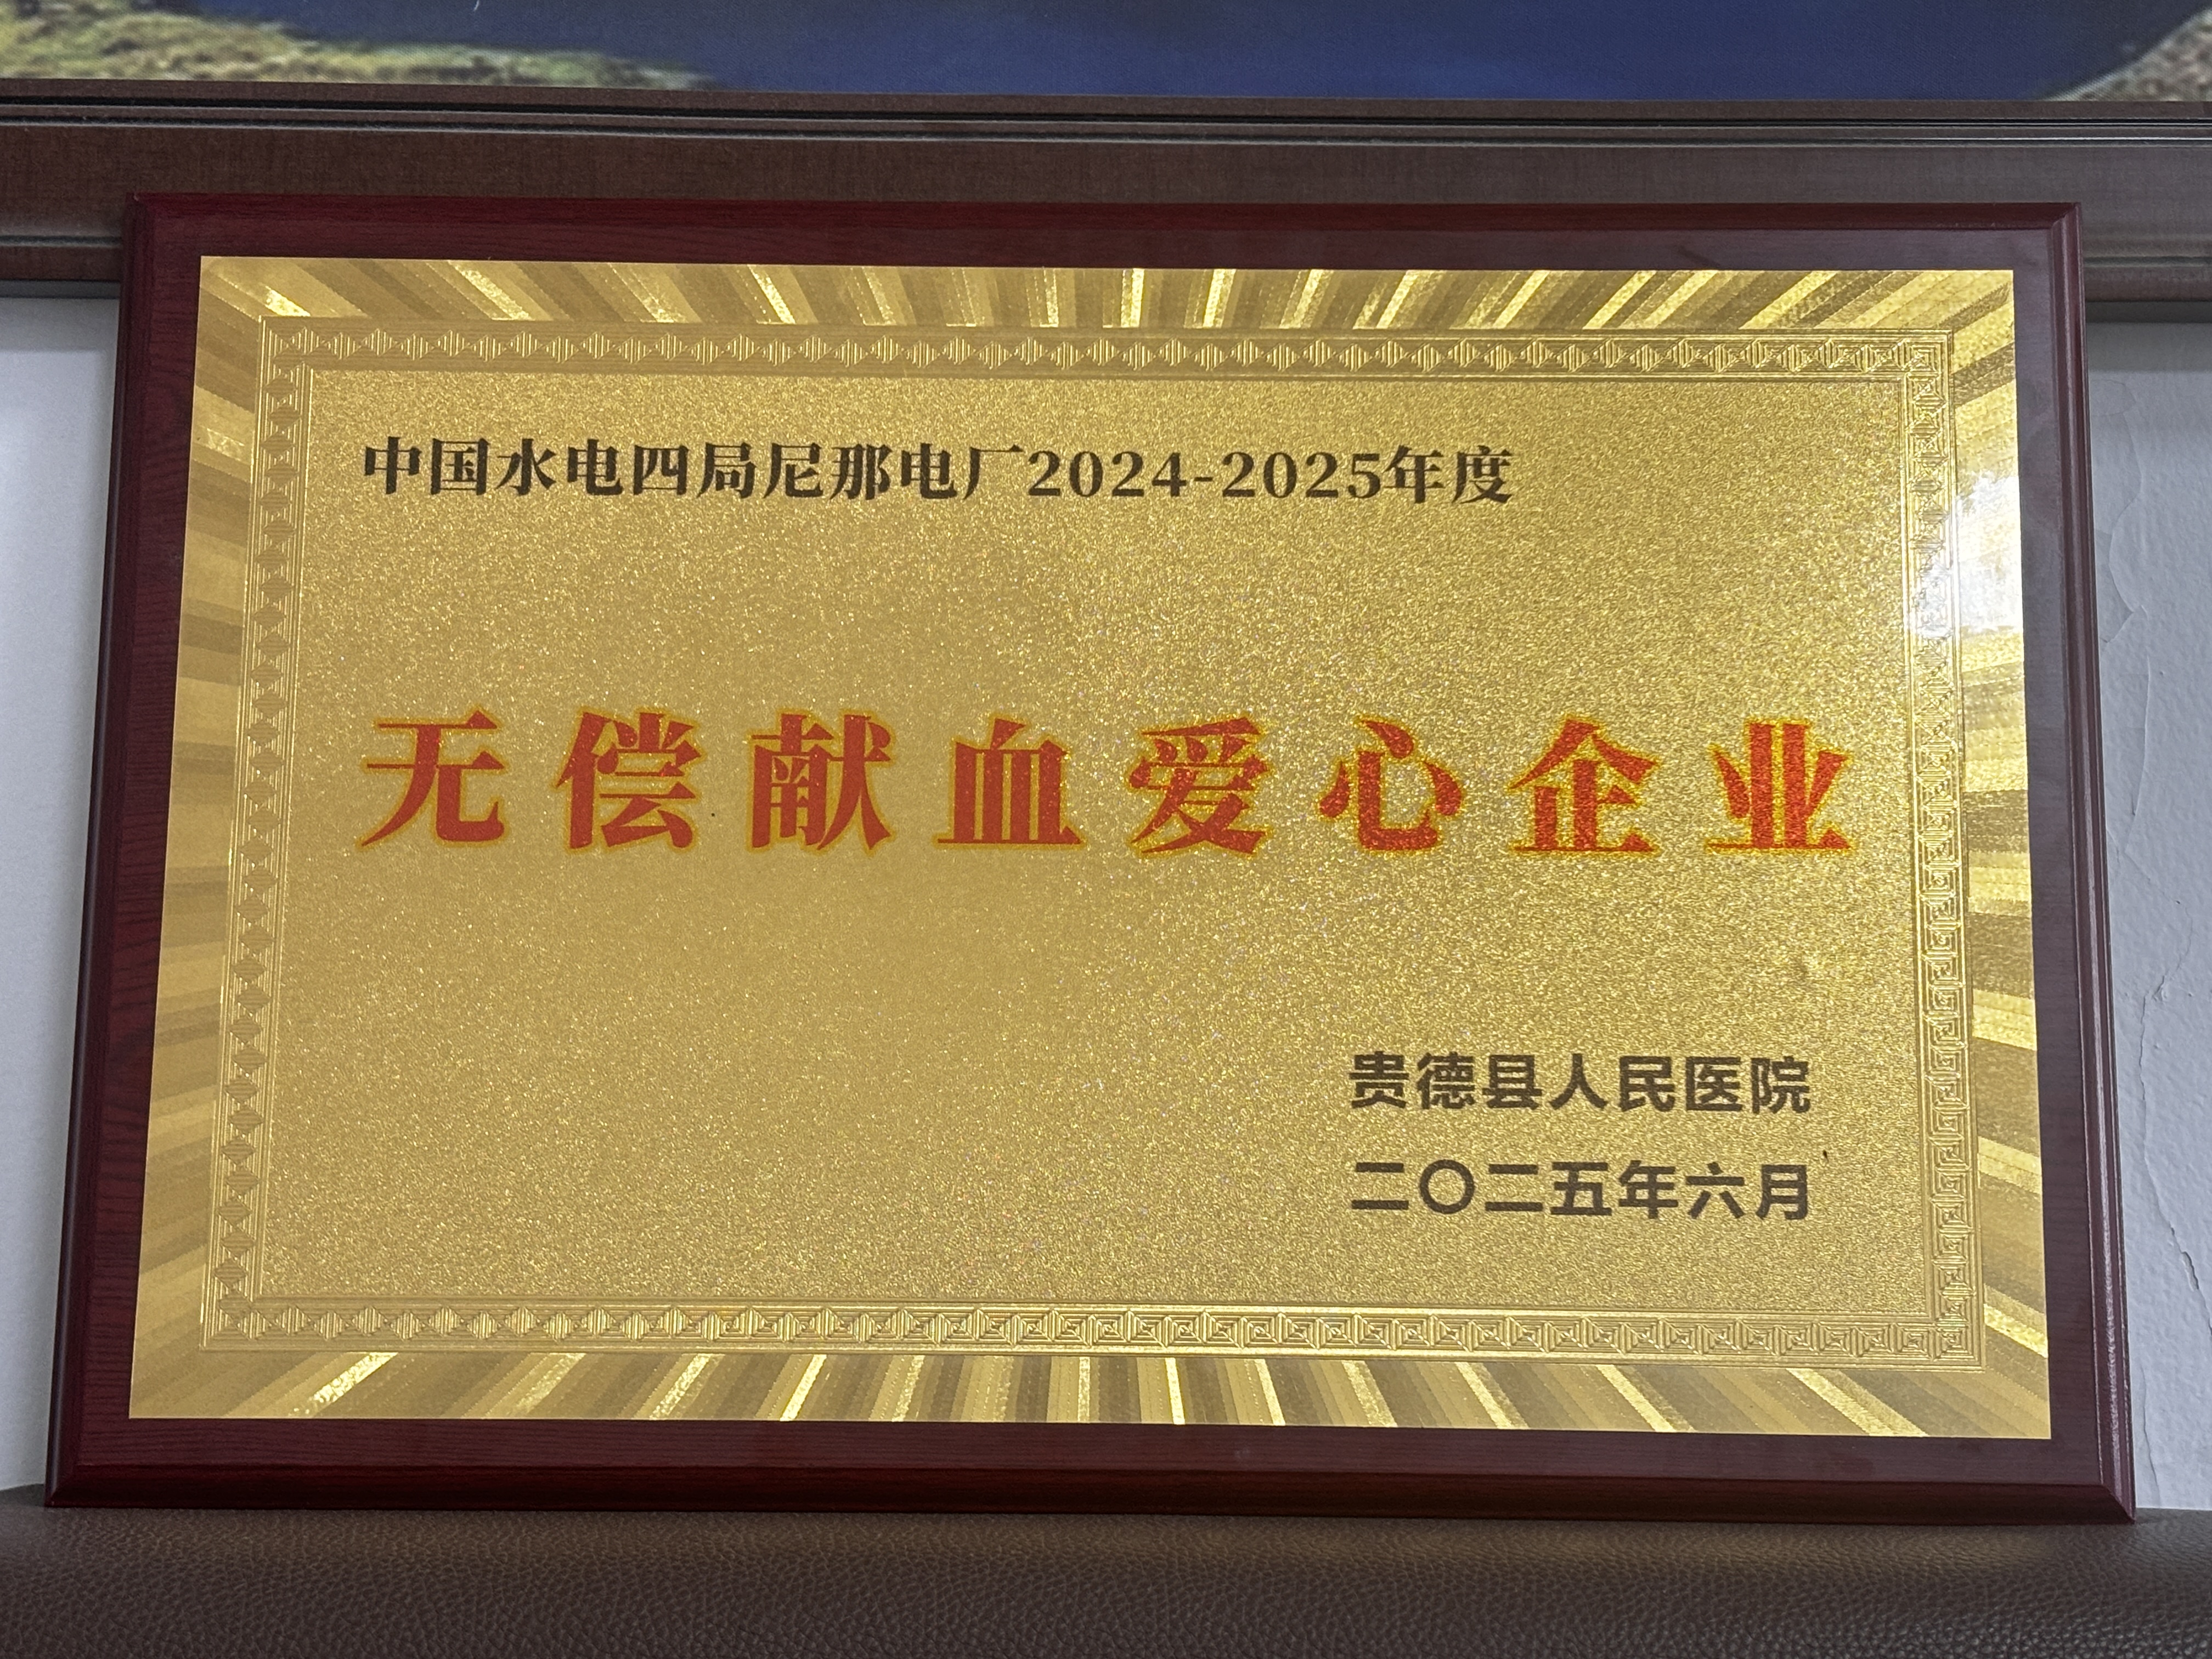 中国水电四局尼那电厂2024-2025年度
无偿献血爱心企业
贵德县人民医院
二〇二五年六月